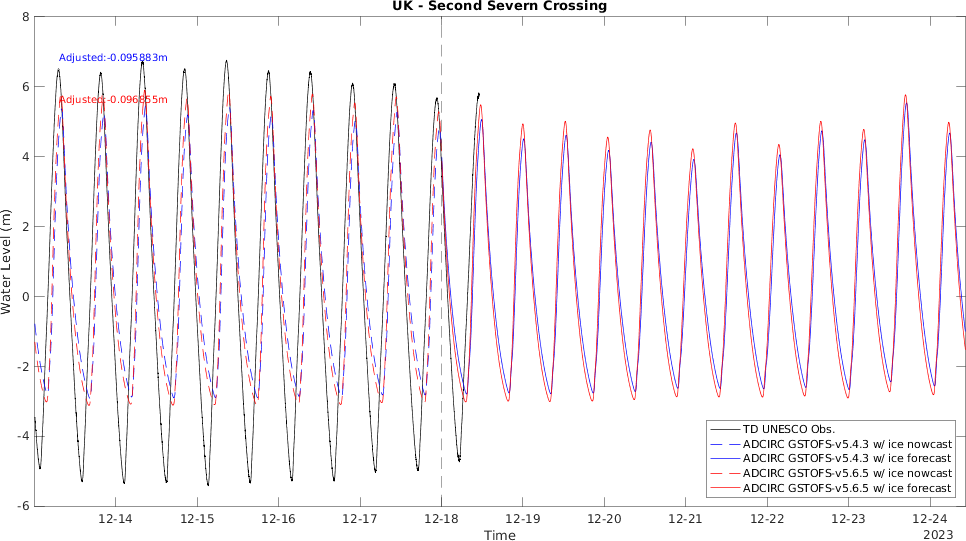 UK - Second Severn Crossing
8
6
4
2
0
-2
-4
-6
Water Level (m)
Adjusted:-0.095883m
Adjusted:-0.096855m
TD UNESCO Obs.
ADCIRC GSTOFS-v5.4.3 w/ ice nowcast
ADCIRC GSTOFS-v5.4.3 w/ ice forecast
ADCIRC GSTOFS-v5.6.5 w/ ice nowcast
ADCIRC GSTOFS-v5.6.5 w/ ice forecast
12-14 12-15 12-16 12-17 12-18 12-19 12-20 12-21 12-22 12-23 12-24
Time
2023